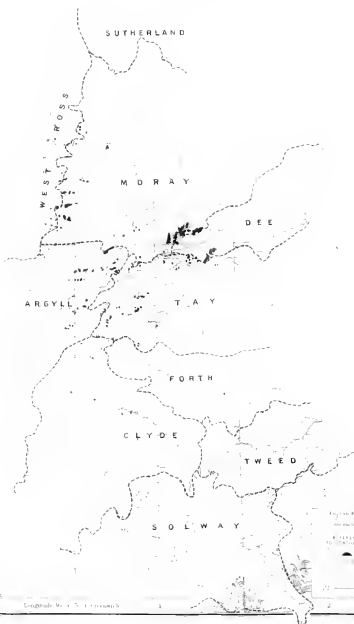 SUTHERLAND
WEST ROSS
MORAY
DEE
ARGYLL
TAY
FORTH
CLYDE
TWEED
SOLWAY